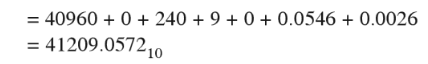 = 40960 + 0 + 240 + 9 + 0 + 0.0546 + 0.0026
= 41209.0572₁₀